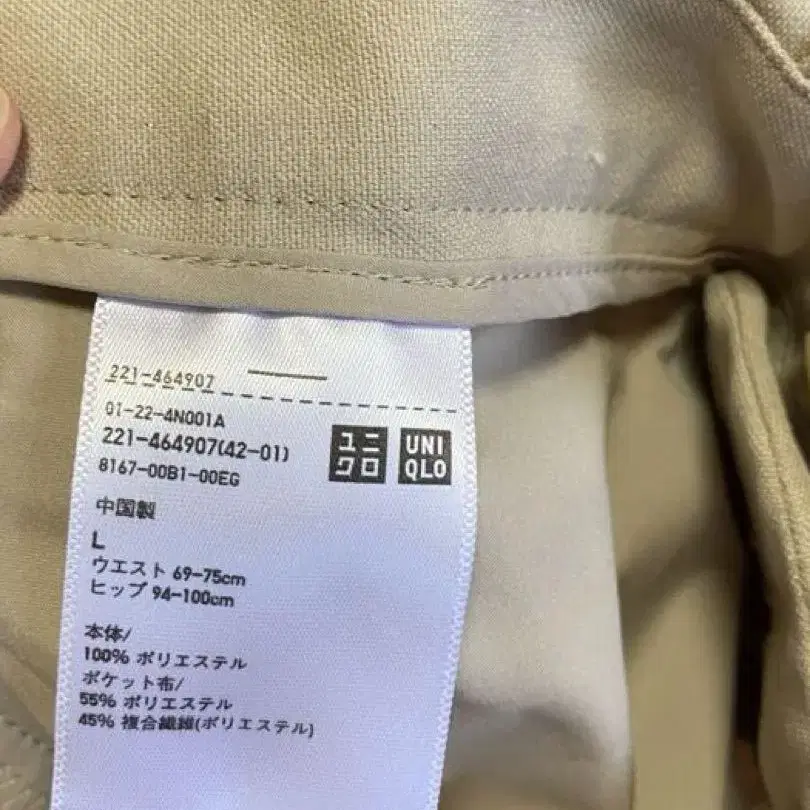 221-464907
01-22-4N001A
221-464907(42-01)
8167-00B1-00EG
ユニ
クロ
UNI
QLO
中国製
L
ウエスト 69-75cm
ヒップ 94-100cm
本体/
100% ポリエステル
ポケット布/
55% ポリエステル
45% 複合繊維(ポリエステル)